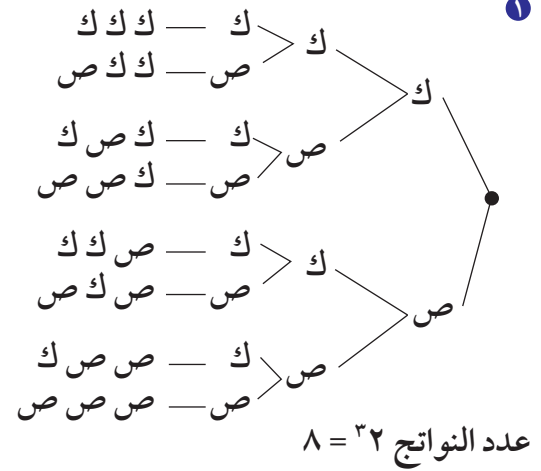 ١
ك ك ك ك ك
ك ص ك ك ص
ك
ك ص ك ك ص ك
ص ص ك ص ص
ك ك ص ك ك
ك ص ص ك ص
ص
ص ك ص ص ك
ص ص ص ص
عدد النواتج ٢٣ = ٨